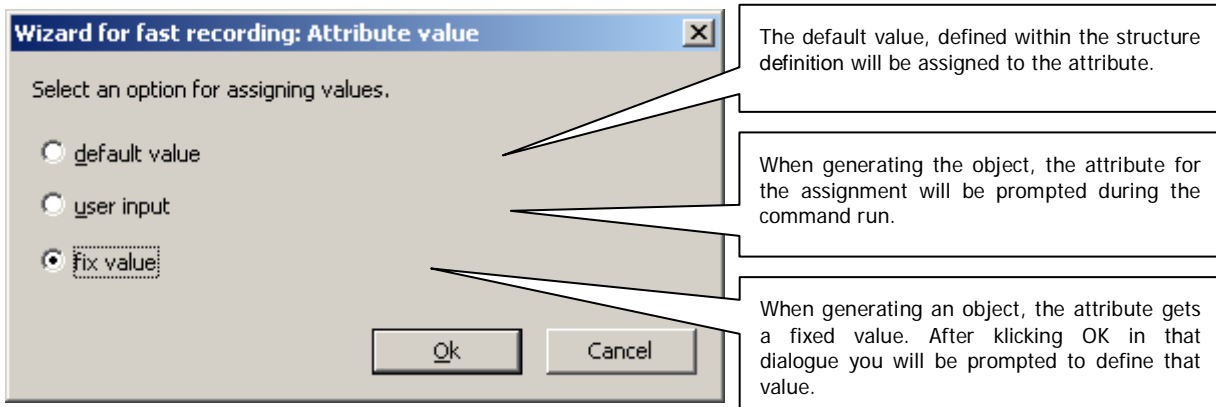 Wizard for fast recording: Attribute value
Select an option for assigning values.
default value
user input
fix value
Ok
Cancel
The default value, defined within the structure
definition will be assigned to the attribute.
When generating the object, the attribute for
the assignment will be prompted during the
command run.
When generating an object, the attribute gets
a fixed value. After klicking OK in that
dialogue you will be prompted to define that
value.